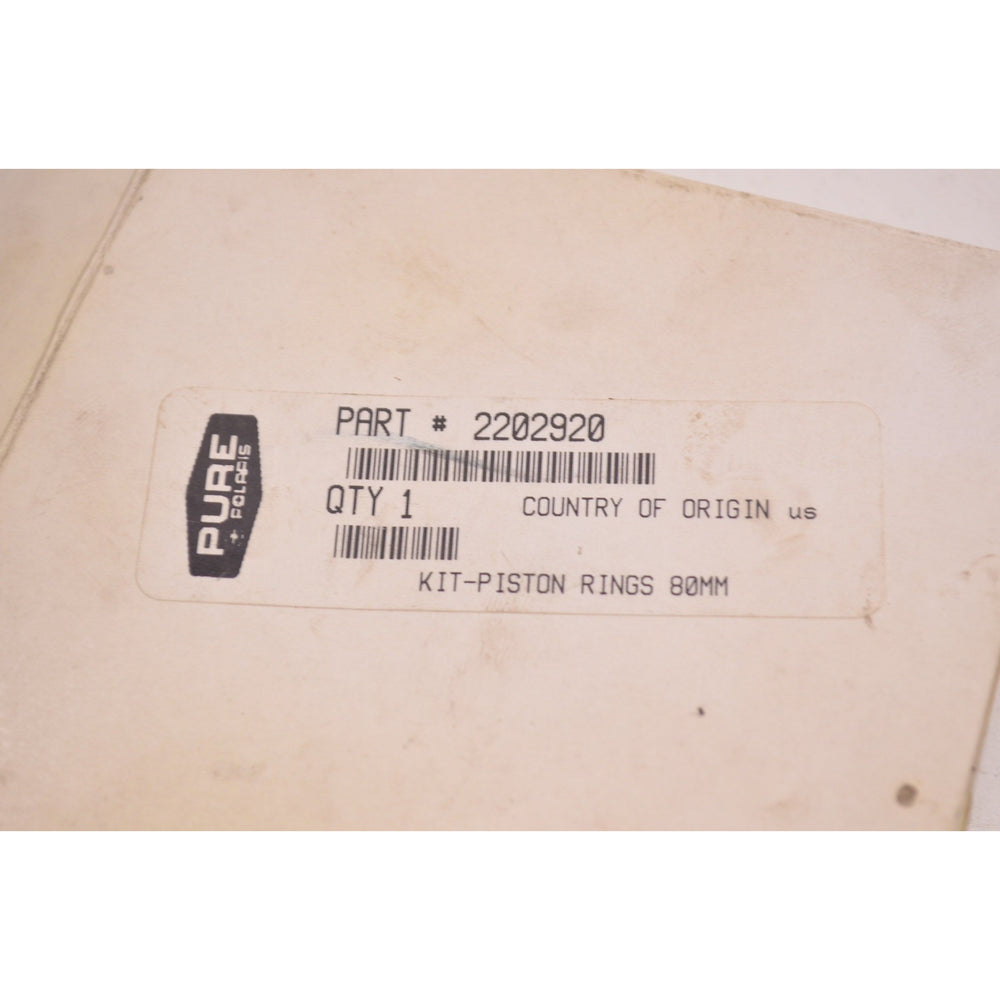 PURE
POLARIS
PART # 2202920
QTY 1
COUNTRY OF ORIGIN us
KIT-PISTON RINGS 80MM